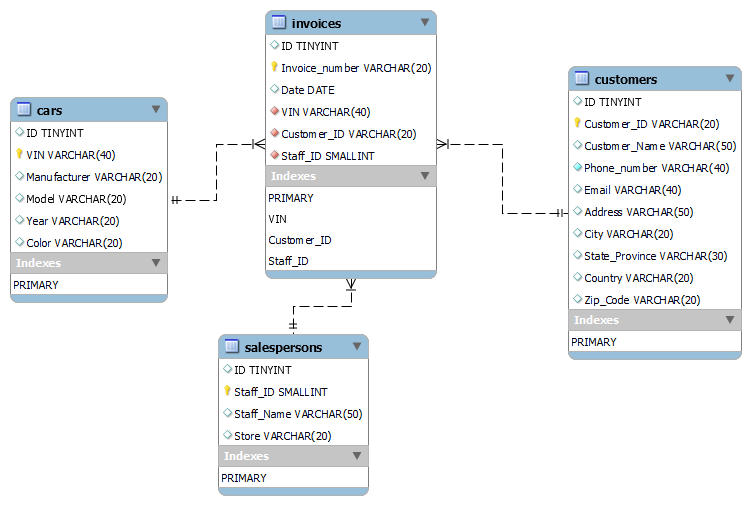 invoices
ID TINYINT
Invoice_number VARCHAR(20)
Date DATE
VIN VARCHAR(40)
Customer_ID VARCHAR(20)
Staff_ID SMALLINT
Indexes
PRIMARY
VIN
Customer_ID
Staff_ID
customers
ID TINYINT
Customer_ID VARCHAR(20)
Customer_Name VARCHAR(50)
Phone_number VARCHAR(40)
Email VARCHAR(40)
Address VARCHAR(50)
City VARCHAR(20)
State_Province VARCHAR(30)
Country VARCHAR(20)
Zip_Code VARCHAR(20)
Indexes
PRIMARY
cars
ID TINYINT
VIN VARCHAR(40)
Manufacturer VARCHAR(20)
Model VARCHAR(20)
Year VARCHAR(20)
Color VARCHAR(20)
Indexes
PRIMARY
salespersons
ID TINYINT
Staff_ID SMALLINT
Staff_Name VARCHAR(50)
Store VARCHAR(20)
Indexes
PRIMARY